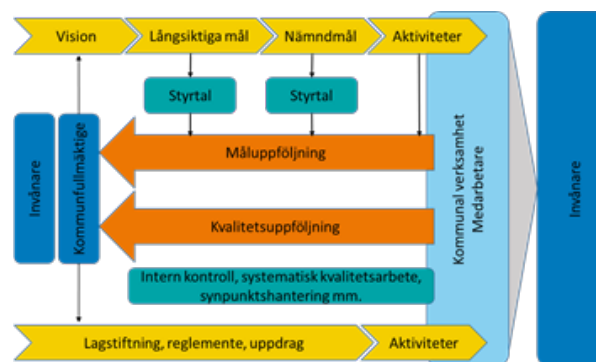 Vision
Långsiktiga mål
Nämndmål
Aktiviteter
Styrtal
Styrtal
Invånare
Kommunfullmäktige
Måluppföljning
Kvalitetsuppföljning
Intern kontroll, systematisk kvalitetsarbete,
synpunktshantering mm.
Lagstiftning, reglemente, uppdrag
Aktiviteter
Kommunal verksamhet
Medarbetare
Invånare